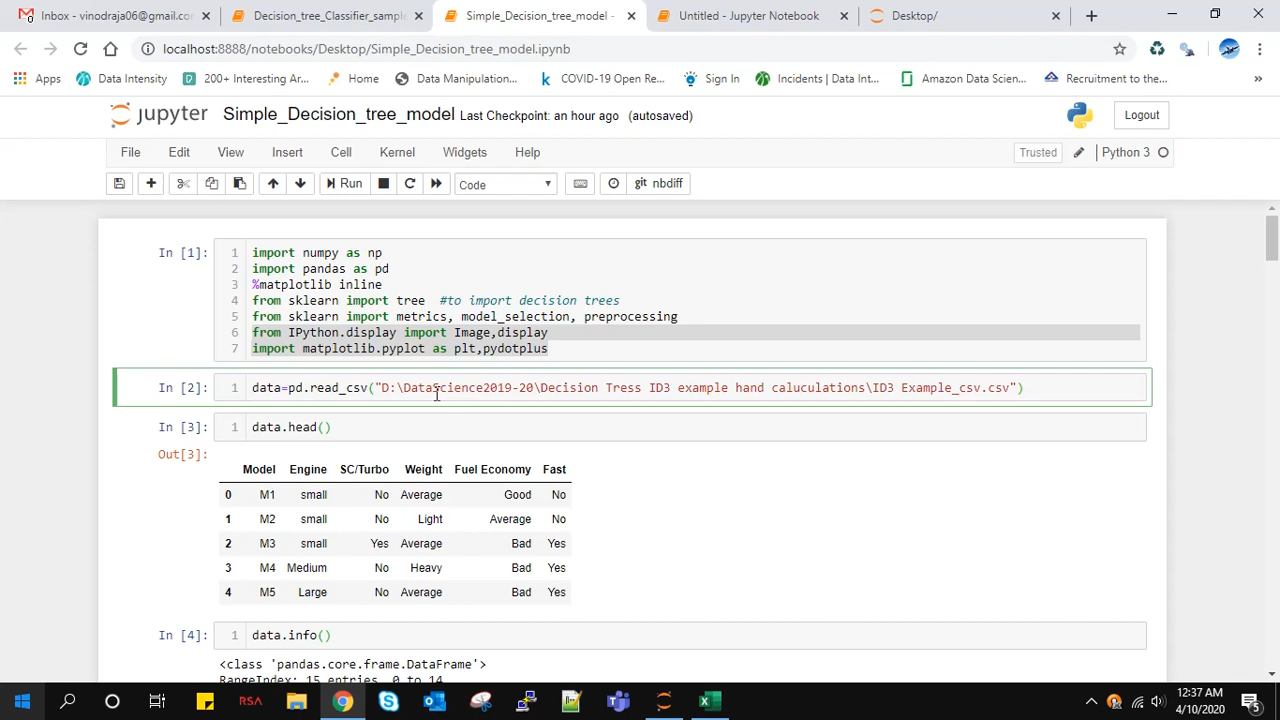 Inbox - vinodraja06@gmail.co
Decision_tree_Classifier_samp
Simple_Decision_tree_model -
Untitled - Jupyter Notebook
Desktop/
localhost:8888/notebooks/Desktop/Simple_Decision_tree_model.ipynb
Apps
Data Intensity
200+ Interesting Ar...
Home
Data Manipulation...
COVID-19 Open Re...
Sign In
Incidents | Data Int...
Amazon Data Scien...
Recruitment to the...
»
jupyter
Simple_Decision_tree_model Last Checkpoint: an hour ago (autosaved)
Logout
File Edit View Insert Cell Kernel Widgets Help
Trusted
Python 3
Run
Code
git nbdiff
In [1]:
1 import numpy as np
2 import pandas as pd
3 %matplotlib inline
4 from sklearn import tree #to import decision trees
5 from sklearn import metrics, model_selection, preprocessing
6 from IPython.display import Image,display
7 import matplotlib.pyplot as plt,pydotplus
In [2]: 1 data=pd.read_csv("D:\DataScience2019-20\Decision Tress ID3 example hand caluculations\ID3 Example_csv.csv")
In [3]: 1 data.head()
Out[3]:
Model Engine SC/Turbo Weight Fuel Economy Fast
0 M1 small No Average Good No
1 M2 small No Light Average No
2 M3 small Yes Average Bad Yes
3 M4 Medium No Heavy Bad Yes
4 M5 Large No Average Bad Yes
In [4]: 1 data.info()
<class 'pandas.core.frame.DataFrame'>
RangeIndex: 15 entries, 0 to 14
RSA
12:37 AM
4/10/2020
5